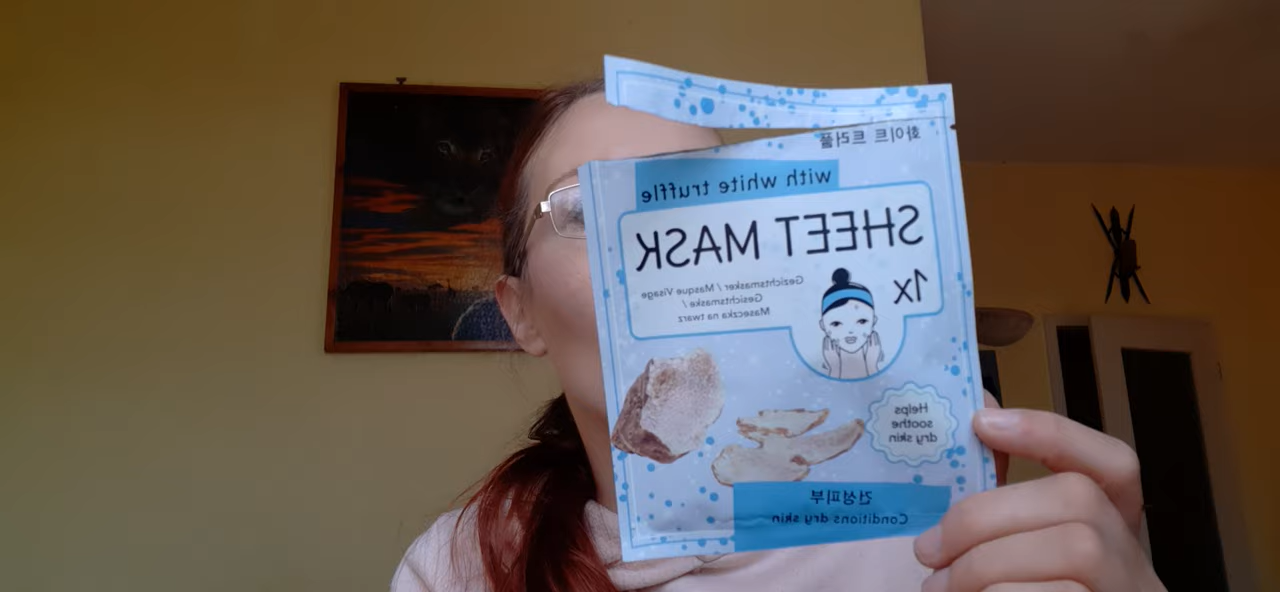 화이트 트러플
with white truffle
SHEET MASK
1x
Gezichtsmasker / Masque Visage
Gesichtsmaske /
Maseczka na twarz
Helps
soothe
dry skin
건성피부
Conditions dry skin